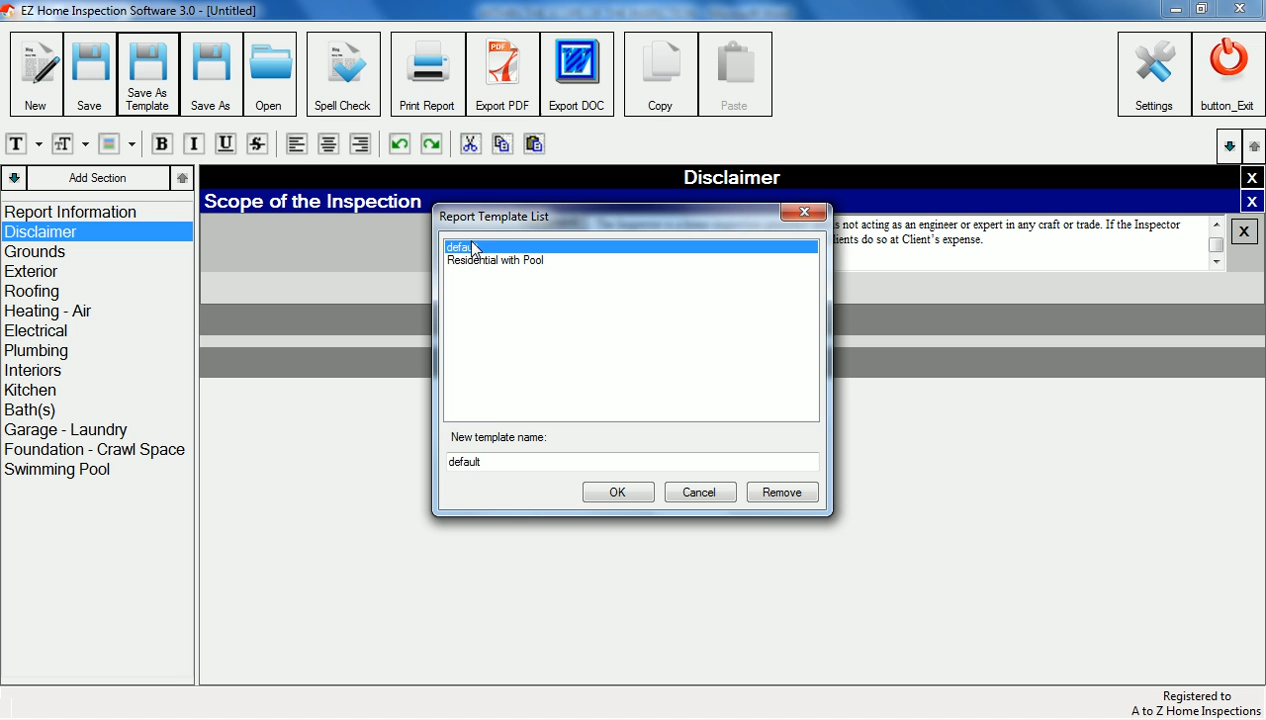 EZ Home Inspection Software 3.0 - [Untitled]
New
Save
Save As
Template
Save As
Open
Spell Check
Print Report
Export PDF
Export DOC
Copy
Paste
Settings
button_Exit
Add Section
Disclaimer
X
Scope of the Inspection
X
Report Information
Disclaimer
Grounds
Exterior
Roofing
Heating - Air
Electrical
Plumbing
Interiors
Kitchen
Bath(s)
Garage - Laundry
Foundation - Crawl Space
Swimming Pool
s not acting as an engineer or expert in any craft or trade. If the Inspector
ients do so at Client's expense.
X
Report Template List
default
Residential with Pool
New template name:
default
OK
Cancel
Remove
Registered to
A to Z Home Inspections